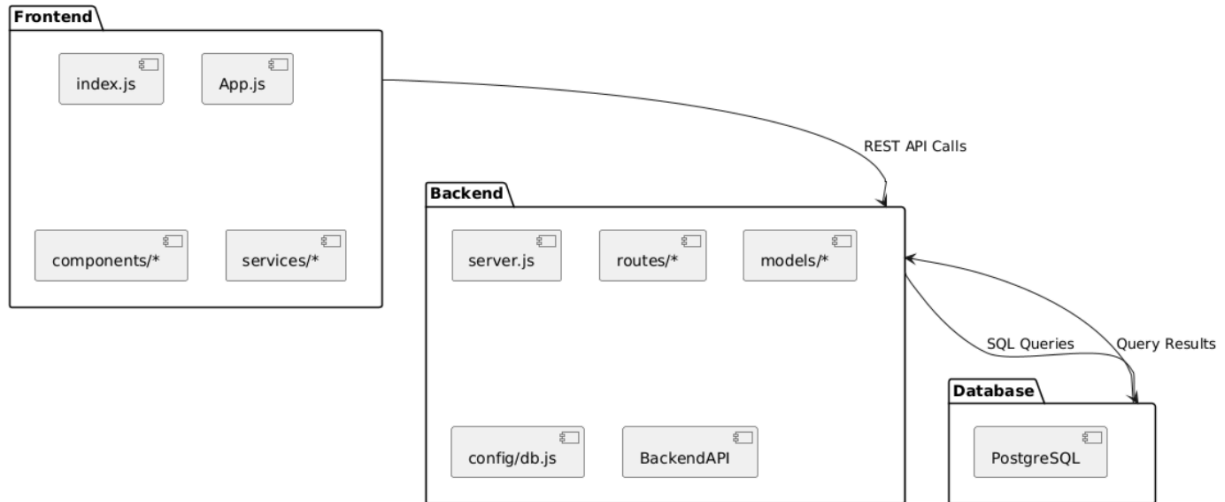 Frontend
index.js
App.js
components/*
services/*
REST API Calls
Backend
server.js
routes/*
models/*
config/db.js
BackendAPI
SQL Queries
Query Results
Database
PostgreSQL